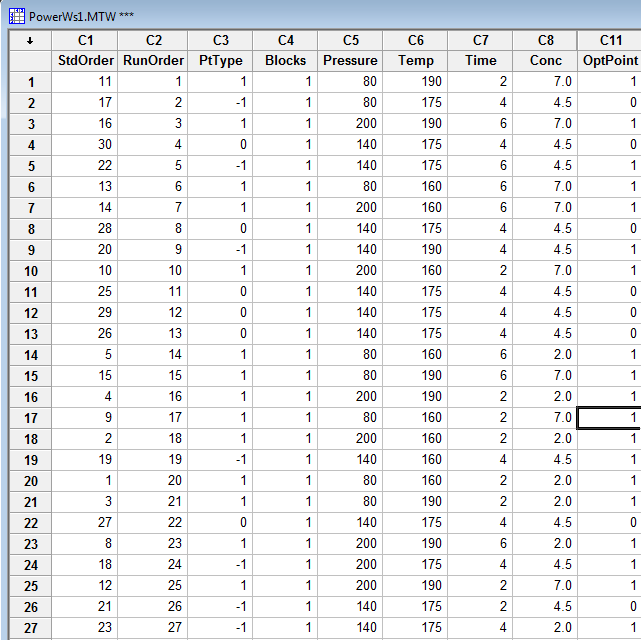 PowerWs1.MTW ***
C1 C2 C3 C4 C5 C6 C7 C8 C11
StdOrder RunOrder PtType Blocks Pressure Temp Time Conc OptPoint
1 11 1 1 1 80 190 2 7.0 1
2 17 2 -1 1 80 175 4 4.5 0
3 16 3 1 1 200 190 6 7.0 1
4 30 4 0 1 140 175 4 4.5 0
5 22 5 -1 1 140 175 6 4.5 1
6 13 6 1 1 80 160 6 7.0 1
7 14 7 1 1 200 160 6 7.0 1
8 28 8 0 1 140 175 4 4.5 0
9 20 9 -1 1 140 190 4 4.5 1
10 10 10 1 1 200 160 2 7.0 1
11 25 11 0 1 140 175 4 4.5 0
12 29 12 0 1 140 175 4 4.5 0
13 26 13 0 1 140 175 4 4.5 0
14 5 14 1 1 80 160 6 2.0 1
15 15 15 1 1 80 190 6 7.0 1
16 4 16 1 1 200 190 2 2.0 1
17 9 17 1 1 80 160 2 7.0 1
18 2 18 1 1 200 160 2 2.0 1
19 19 19 -1 1 140 160 4 4.5 1
20 1 20 1 1 80 160 2 2.0 1
21 3 21 1 1 80 190 2 2.0 1
22 27 22 0 1 140 175 4 4.5 0
23 8 23 1 1 200 190 6 2.0 1
24 18 24 -1 1 200 175 4 4.5 1
25 12 25 1 1 200 190 2 7.0 1
26 21 26 -1 1 140 175 2 4.5 0
27 23 27 -1 1 140 175 4 2.0 1